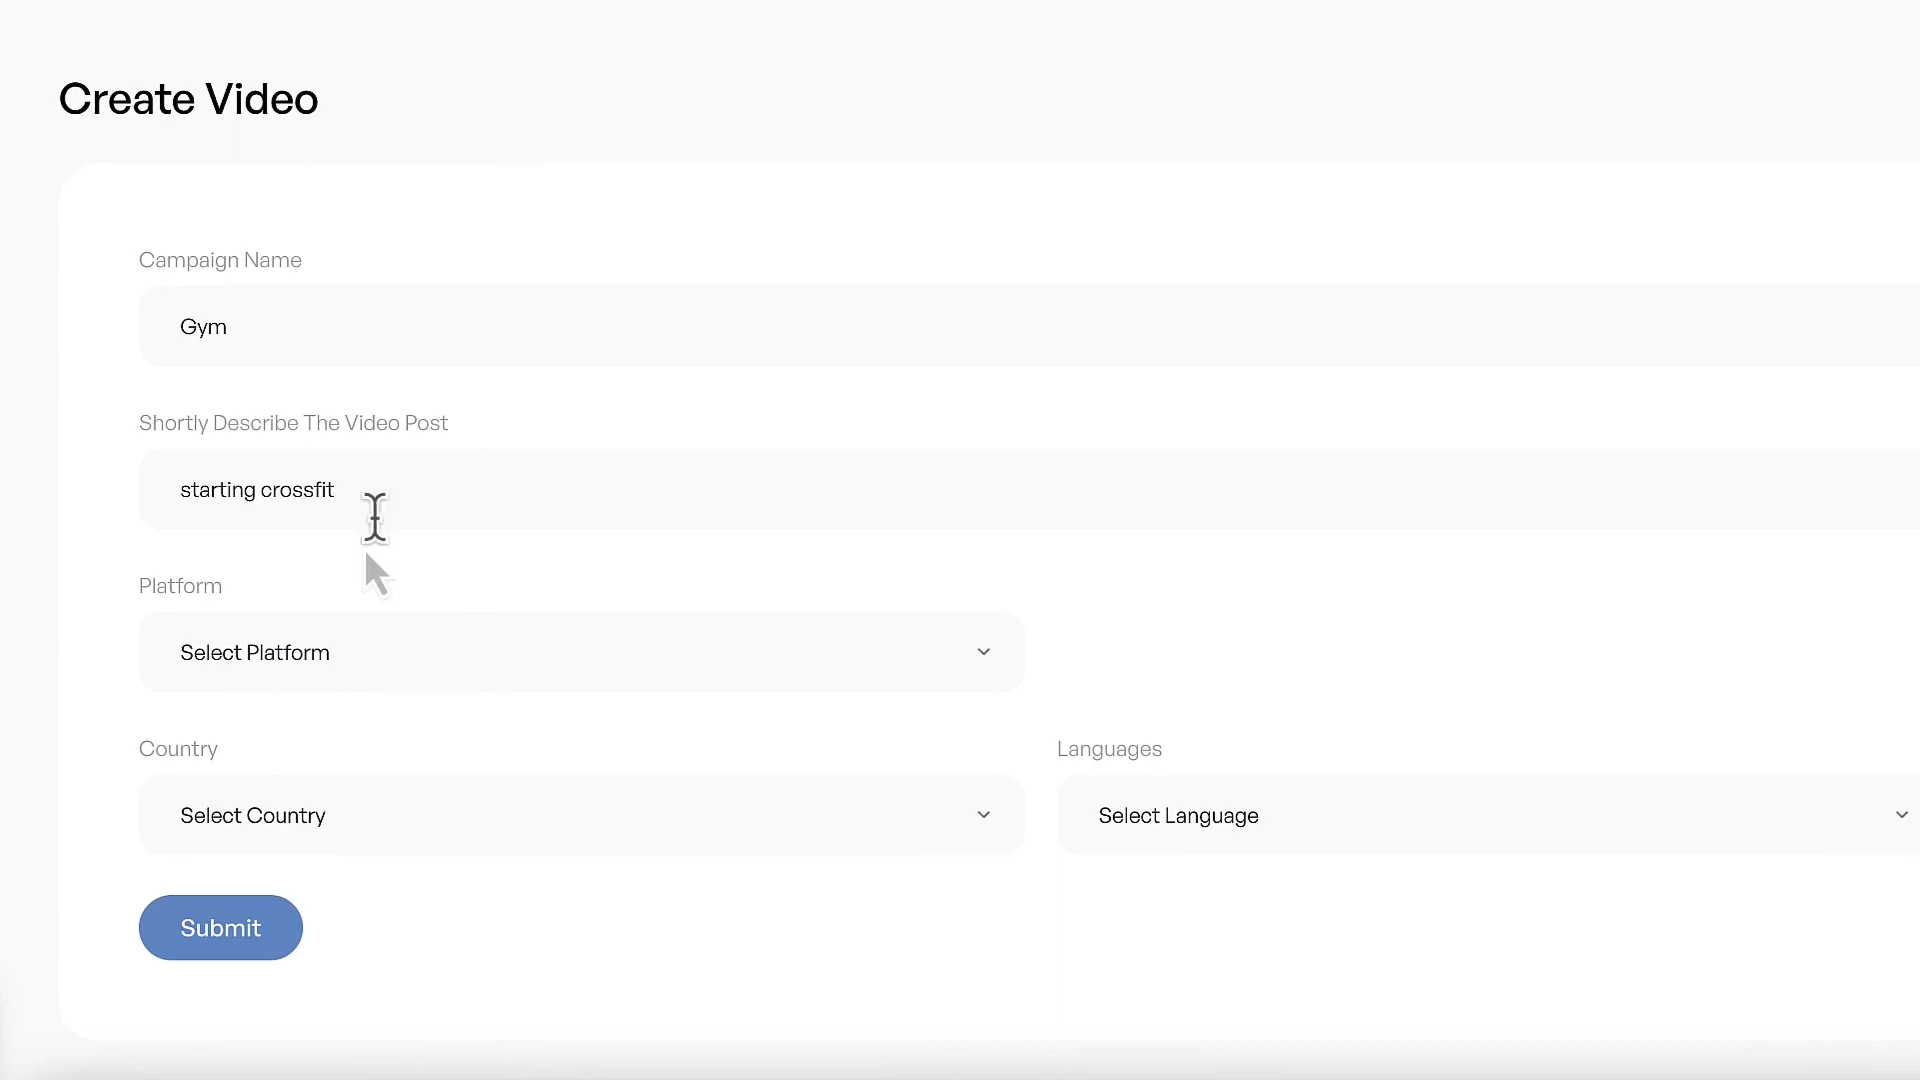 Create Video
Campaign Name
Gym
Shortly Describe The Video Post
starting crossfit
Platform
Select Platform
Country
Languages
Select Country
Select Language
Submit